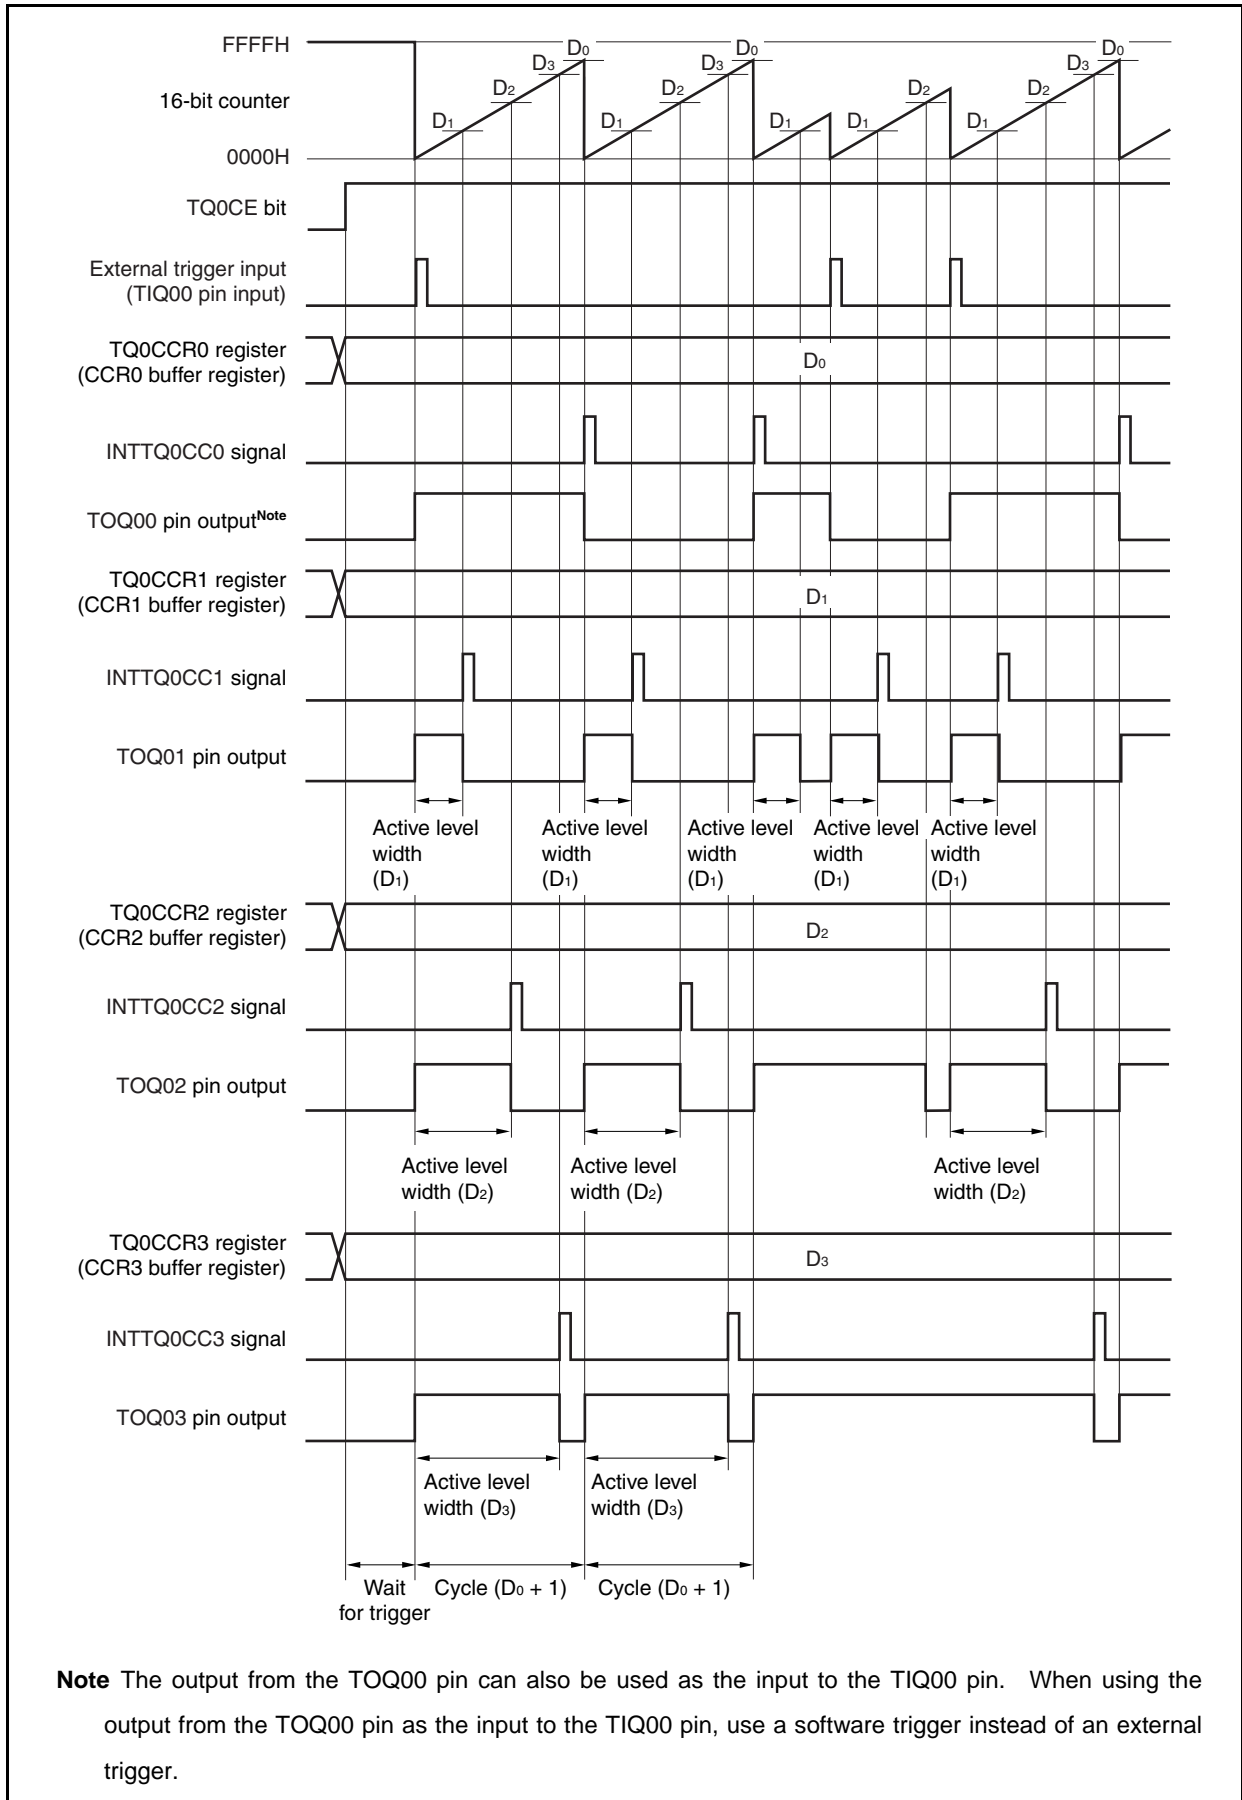 FFFFH
16-bit counter
0000H
D1 D2 D3 D0 D1 D2 D3 D0 D1 D1 D2 D1 D2 D3 D0
TQ0CE bit
External trigger input
(TIQ00 pin input)
TQ0CCR0 register
(CCR0 buffer register)
D0
INTTQ0CC0 signal
TOQ00 pin outputNote
TQ0CCR1 register
(CCR1 buffer register)
D1
INTTQ0CC1 signal
TOQ01 pin output
Active level Active level Active level Active level Active level
width width width width width
(D1) (D1) (D1) (D1) (D1)
TQ0CCR2 register
(CCR2 buffer register)
D2
INTTQ0CC2 signal
TOQ02 pin output
Active level Active level Active level
width (D2) width (D2) width (D2)
TQ0CCR3 register
(CCR3 buffer register)
D3
INTTQ0CC3 signal
TOQ03 pin output
Active level Active level
width (D3) width (D3)
Wait Cycle (D0 + 1) Cycle (D0 + 1)
for trigger
Note The output from the TOQ00 pin can also be used as the input to the TIQ00 pin. When using the
output from the TOQ00 pin as the input to the TIQ00 pin, use a software trigger instead of an external
trigger.